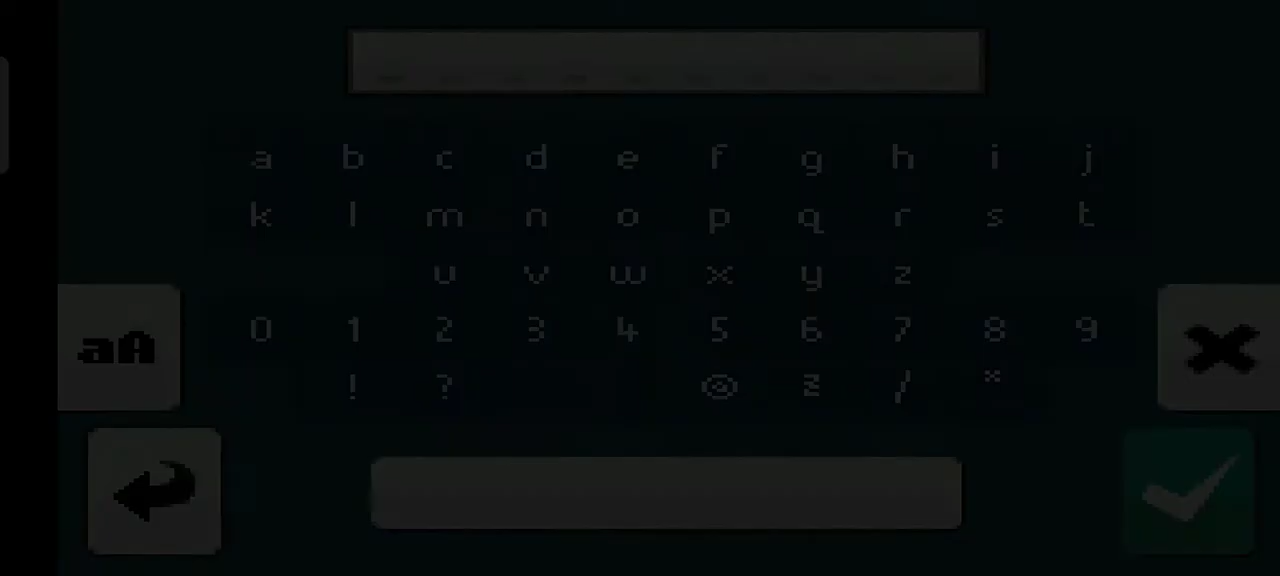 a b c d e f g h i j
k l m n o p q r s t
u v w x y z
aA
0 1 2 3 4 5 6 7 8 9
! ? @ / *